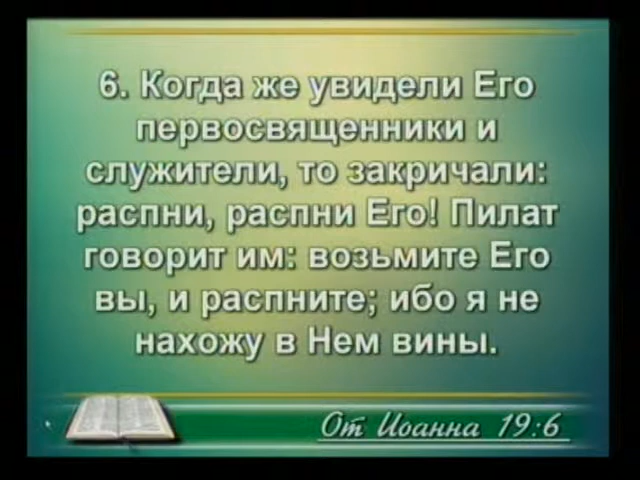 6. Когда же увидели Его
первосвященники и
служители, то закричали:
распни, распни Его! Пилат
говорит им: возьмите Его
вы, и распните; ибо я не
нахожу в Нем вины.
От Иоанна 19:6